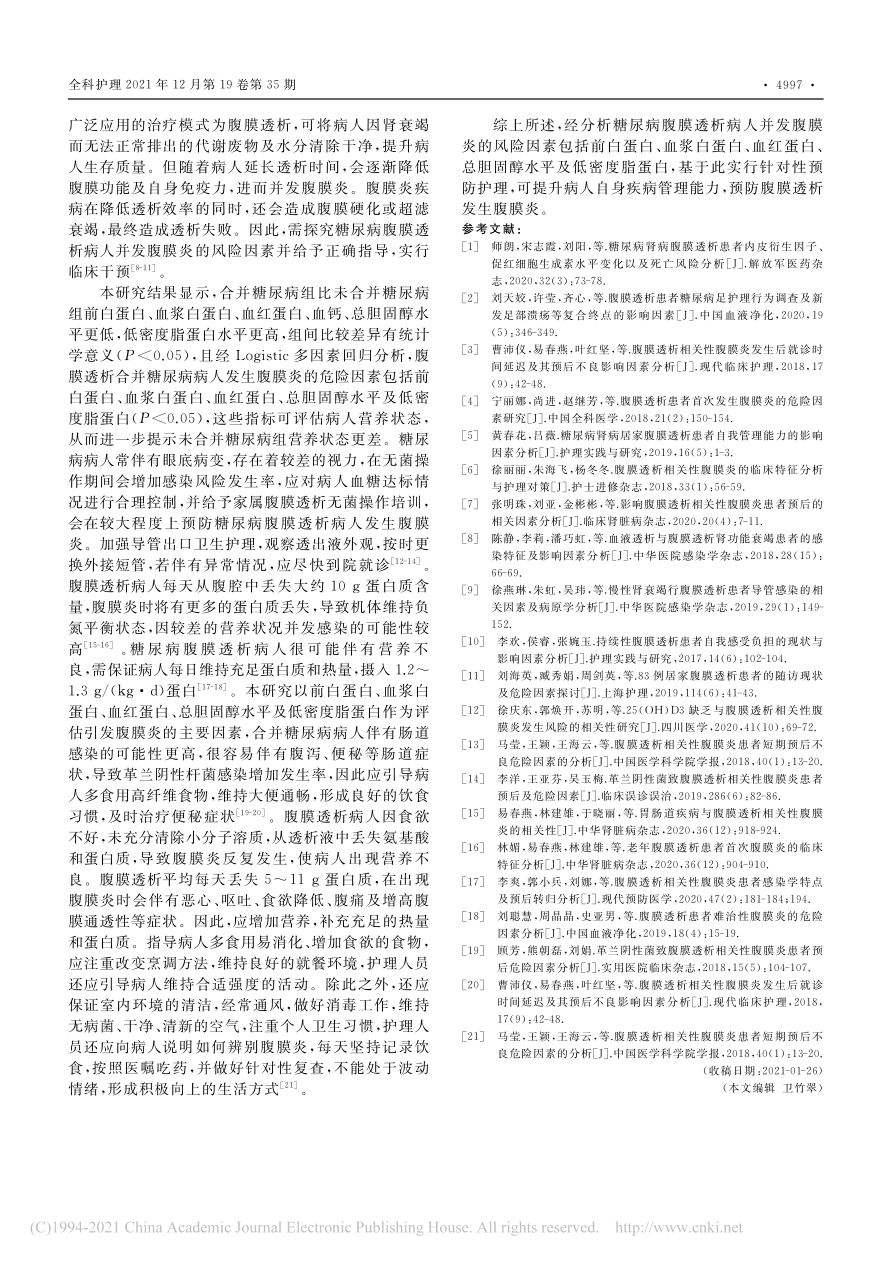 全科护理 2021 年 12 月第 19 卷第 35 期
• 4997 •
广泛应用的治疗模式为腹膜透析,可将病人因肾衰竭
而无法正常排出的代谢废物及水分清除干净,提升病
人生存质量。但随着病人延长透析时间,会逐渐降低
腹膜功能及自身免疫力,进而并发腹膜炎。腹膜炎疾
病在降低透析效率的同时,还会造成腹膜硬化或超滤
衰竭,最终造成透析失败。因此,需探究糖尿病腹膜透
析病人并发腹膜炎的风险因素并给予正确指导,实行
临床干预[8-11]。
本研究结果显示,合并糖尿病组比未合并糖尿病
组前白蛋白、血浆白蛋白、血红蛋白、血钙、总胆固醇水
平更低,低密度脂蛋白水平更高,组间比较差异有统计
学意义(P<0.05),且经 Logistic 多因素回归分析,腹
膜透析合并糖尿病病人发生腹膜炎的危险因素包括前
白蛋白、血浆白蛋白、血红蛋白、总胆固醇水平及低密
度脂蛋白(P<0.05),这些指标可评估病人营养状态,
从而进一步提示未合并糖尿病组营养状态更差。糖尿
病病人常伴有眼底病变,存在着较差的视力,在无菌操
作期间会增加感染风险发生率,应对病人血糖达标情
况进行合理控制,并给予家属腹膜透析无菌操作培训,
会在较大程度上预防糖尿病腹膜透析病人发生腹膜
炎。加强导管出口卫生护理,观察透出液外观,按时更
换外接短管,若伴有异常情况,应尽快到院就诊[12-14]。
腹膜透析病人每天从腹腔中丢失大约 10 g 蛋白质含
量,腹膜炎时将有更多的蛋白质丢失,导致机体维持负
氮平衡状态,因较差的营养状况并发感染的可能性较
高[15-16]。糖尿病腹膜透析病人很可能伴有营养不
良,需保证病人每日维持充足蛋白质和热量,摄入 1.2～
1.3 g/(kg·d)蛋白[17-18]。本研究以前白蛋白、血浆白
蛋白、血红蛋白、总胆固醇水平及低密度脂蛋白作为评
估引发腹膜炎的主要因素,合并糖尿病病人伴有肠道
感染的可能性更高,很容易伴有腹泻、便秘等肠道症
状,导致革兰阴性杆菌感染增加发生率,因此应引导病
人多食用高纤维食物,维持大便通畅,形成良好的饮食
习惯,及时治疗便秘症状[19-20]。腹膜透析病人因食欲
不好,未充分清除小分子溶质,从透析液中丢失氨基酸
和蛋白质,导致腹膜炎反复发生,使病人出现营养不
良。腹膜透析平均每天丢失 5～11 g 蛋白质,在出现
腹膜炎时会伴有恶心、呕吐、食欲降低、腹痛及增高腹
膜通透性等症状。因此,应增加营养,补充充足的热量
和蛋白质。指导病人多食用易消化、增加食欲的食物,
应注重改变烹调方法,维持良好的就餐环境,护理人员
还应引导病人维持合适强度的活动。除此之外,还应
保证室内环境的清洁,经常通风,做好消毒工作,维持
无病菌、干净、清新的空气,注重个人卫生习惯,护理人
员还应向病人说明如何辨别腹膜炎,每天坚持记录饮
食,按照医嘱吃药,并做好针对性复查,不能处于波动
情绪,形成积极向上的生活方式[21]。
综上所述,经分析糖尿病腹膜透析病人并发腹膜
炎的风险因素包括前白蛋白、血浆白蛋白、血红蛋白、
总胆固醇水平及低密度脂蛋白,基于此实行针对性预
防护理,可提升病人自身疾病管理能力,预防腹膜透析
发生腹膜炎。
参考文献:
[1] 师朗,宋志霞,刘阳,等.糖尿病肾病腹膜透析患者内皮衍生因子、
促红细胞生成素水平变化以及死亡风险分析[J].解放军医药杂
志,2020,32(3):73-78.
[2] 刘天姣,许莹,齐心,等.腹膜透析患者糖尿病足护理行为调查及新
发足部溃疡等复合终点的影响因素[J].中国血液净化,2020,19
(5):346-349.
[3] 曹沛仪,易春燕,叶红坚,等.腹膜透析相关性腹膜炎发生后就诊时
间延迟及其预后不良影响因素分析[J].现代临床护理,2018,17
(9):42-48.
[4] 宁丽娜,尚进,赵继芳,等.腹膜透析患者首次发生腹膜炎的危险因
素研究[J].中国全科医学,2018,21(2):150-154.
[5] 黄春花,吕薇.糖尿病肾病居家腹膜透析患者自我管理能力的影响
因素分析[J].护理实践与研究,2019,16(5):1-3.
[6] 徐丽丽,朱海飞,杨冬冬.腹膜透析相关性腹膜炎的临床特征分析
与护理对策[J].护士进修杂志,2018,33(1):56-59.
[7] 张明珠,刘亚,金彬彬,等.影响腹膜透析相关性腹膜炎患者预后的
相关因素分析[J].临床肾脏病杂志,2020,20(4):7-11.
[8] 陈静,李莉,潘巧虹,等.血液透析与腹膜透析肾功能衰竭患者的感
染特征及影响因素分析[J].中华医院感染学杂志,2018,28(15):
66-69.
[9] 徐燕琳,朱虹,吴玮,等.慢性肾衰竭行腹膜透析患者导管感染的相
关因素及病原学分析[J].中华医院感染学杂志,2019,29(1):149-
152.
[10] 李欢,侯睿,张婉玉.持续性腹膜透析患者自我感受负担的现状与
影响因素分析[J].护理实践与研究,2017,14(6):102-104.
[11] 刘海英,臧秀娟,周剑英,等.83 例居家腹膜透析患者的随访现状
及危险因素探讨[J].上海护理,2019,114(6):41-43.
[12] 徐庆东,郭焕开,苏明,等.25(OH)D3 缺乏与腹膜透析相关性腹
膜炎发生风险的相关性研究[J].四川医学,2020,41(10):69-72.
[13] 马莹,王颖,王海云,等.腹膜透析相关性腹膜炎患者短期预后不
良危险因素的分析[J].中国医学科学院学报,2018,40(1):13-20.
[14] 李洋,王亚芬,吴玉梅.革兰阴性菌致腹膜透析相关性腹膜炎患者
预后及危险因素[J].临床误诊误治,2019,286(6):82-86.
[15] 易春燕,林建雄,于晓丽,等.胃肠道疾病与腹膜透析相关性腹膜
炎的相关性[J].中华肾脏病杂志,2020,36(12):918-924.
[16] 林媚,易春燕,林建雄,等.老年腹膜透析患者首次腹膜炎的临床
特征分析[J].中华肾脏病杂志,2020,36(12):904-910.
[17] 李爽,郭小兵,刘娜,等.腹膜透析相关性腹膜炎患者感染学特点
及预后转归分析[J].现代预防医学,2020,47(2):181-184;194.
[18] 刘聪慧,周晶晶,史亚男,等.腹膜透析患者难治性腹膜炎的危险
因素分析[J].中国血液净化,2019,18(4):15-19.
[19] 顾芳,熊朝磊,刘娟.革兰阴性菌致腹膜透析相关性腹膜炎患者预
后危险因素分析[J].实用医院临床杂志,2018,15(5):104-107.
[20] 曹沛仪,易春燕,叶红坚,等.腹膜透析相关性腹膜炎发生后就诊
时间延迟及其预后不良影响因素分析[J].现代临床护理,2018,
17(9):42-48.
[21] 马莹,王颖,王海云,等.腹膜透析相关性腹膜炎患者短期预后不
良危险因素的分析[J].中国医学科学院学报,2018,40(1):13-20.
(收稿日期:2021-01-26)
(本文编辑 卫竹翠)
(C)1994-2021 China Academic Journal Electronic Publishing House. All rights reserved. http://www.cnki.net